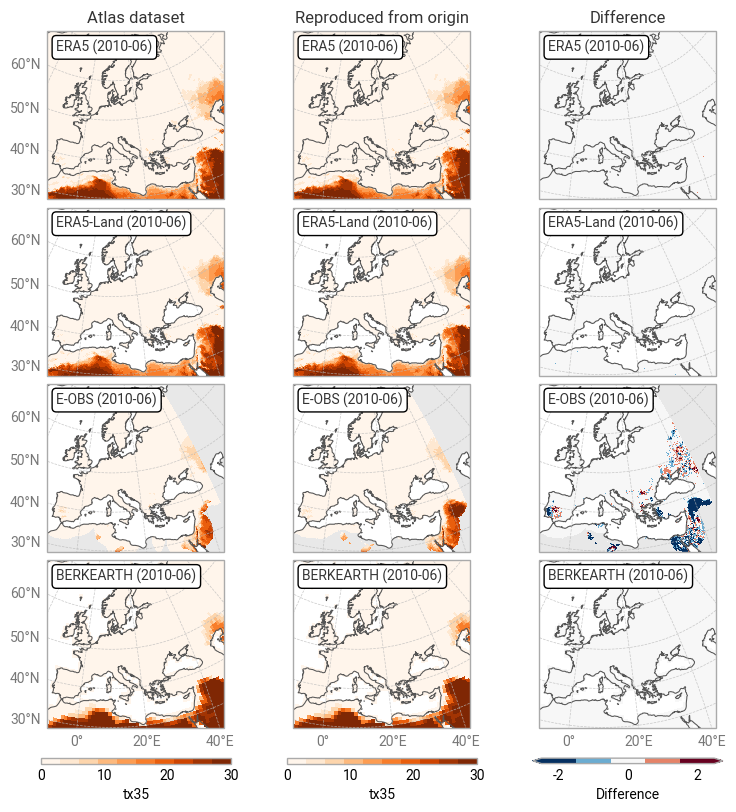 Atlas dataset
Reproduced from origin
Difference
ERA5 (2010-06)
ERA5 (2010-06)
ERA5 (2010-06)
60°N
50°N
40°N
30°N
ERA5-Land (2010-06)
ERA5-Land (2010-06)
ERA5-Land (2010-06)
60°N
50°N
40°N
30°N
E-OBS (2010-06)
E-OBS (2010-06)
E-OBS (2010-06)
60°N
50°N
40°N
30°N
BERKEARTH (2010-06)
BERKEARTH (2010-06)
BERKEARTH (2010-06)
60°N
50°N
40°N
30°N
0° 20°E 40°E
0° 20°E 40°E
0° 20°E 40°E
0 10 20 30
tx35
0 10 20 30
tx35
-2 0 2
Difference